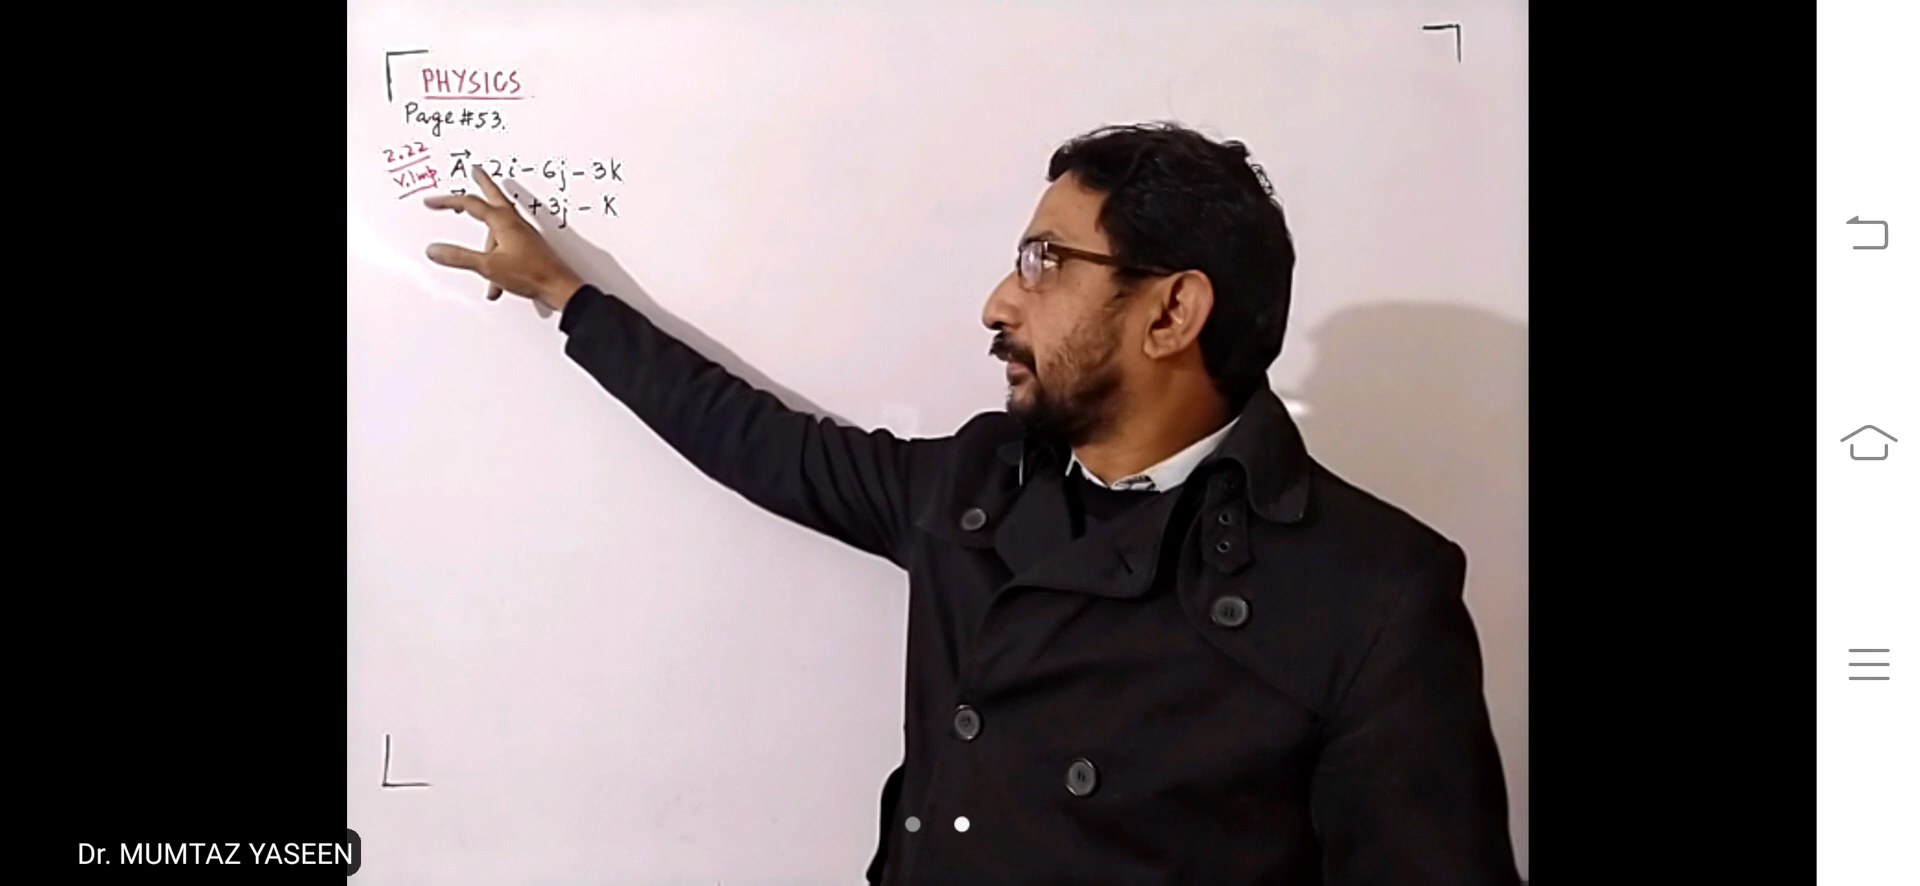 PHYSICS
Page #53.
2.22
V.Imp.
A = 2i - 6j - 3k
i + 3j - k
Dr. MUMTAZ YASEEN